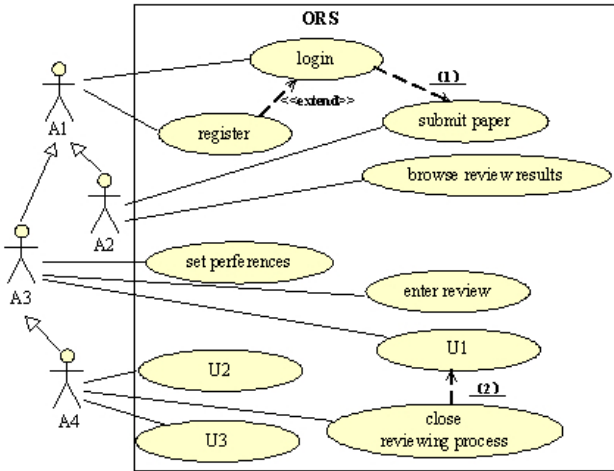 ORS
login
(1)
<<extend>>
A1
register
submit paper
browse review results
A2
set perferences
A3
enter review
U1
U2
(2)
A4
close
reviewing process
U3